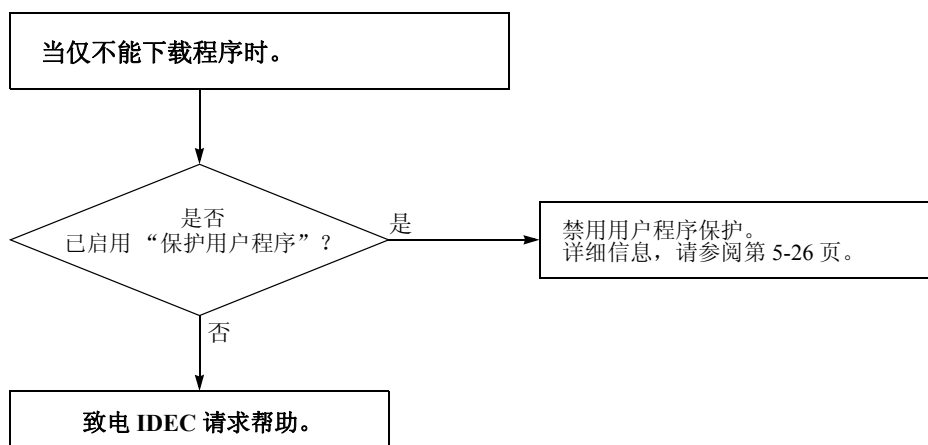 当仅不能下载程序时。
是否
已启用 “保护用户程序”？
是
禁用用户程序保护。
详细信息，请参阅第 5-26 页。
否
致电 IDEC 请求帮助。